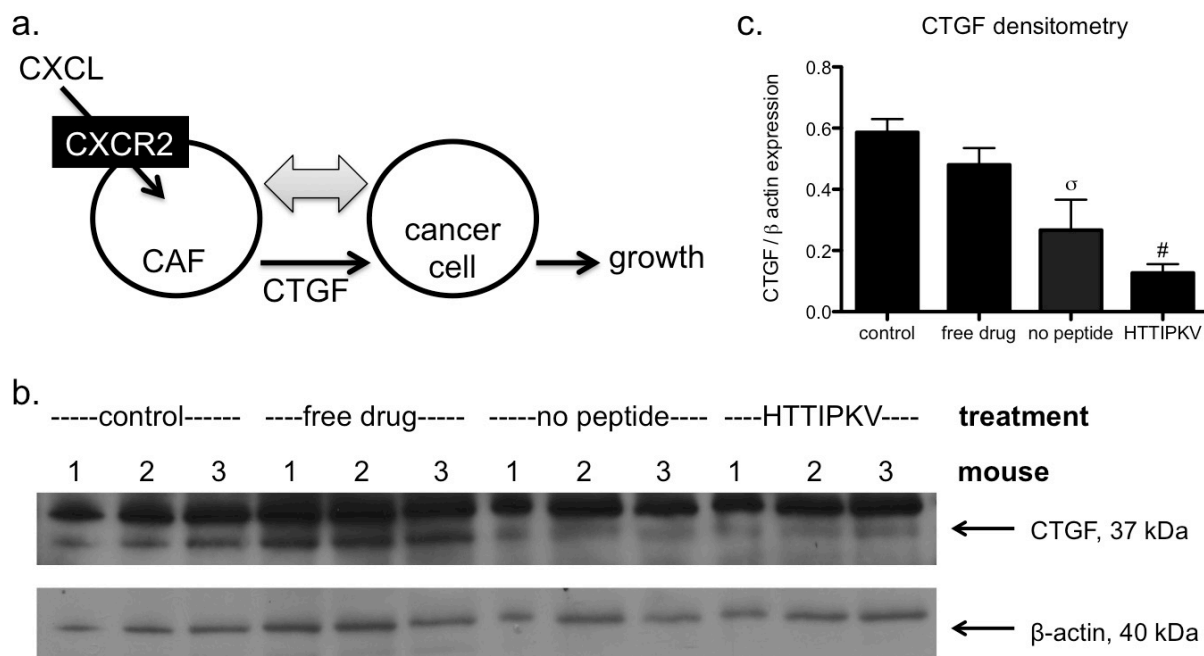 a.
CXCL
CXCR2
CAF
CTGF
cancer
cell
growth
c.
CTGF densitometry
CTGF / β actin expression
0.8
0.6
0.4
0.2
0.0
σ
#
control free drug no peptide HTTIPKV
b.
-----control------ ----free drug----- -----no peptide---- ----HTTIPKV---- treatment
1 2 3 1 2 3 1 2 3 1 2 3 mouse
CTGF, 37 kDa
β-actin, 40 kDa